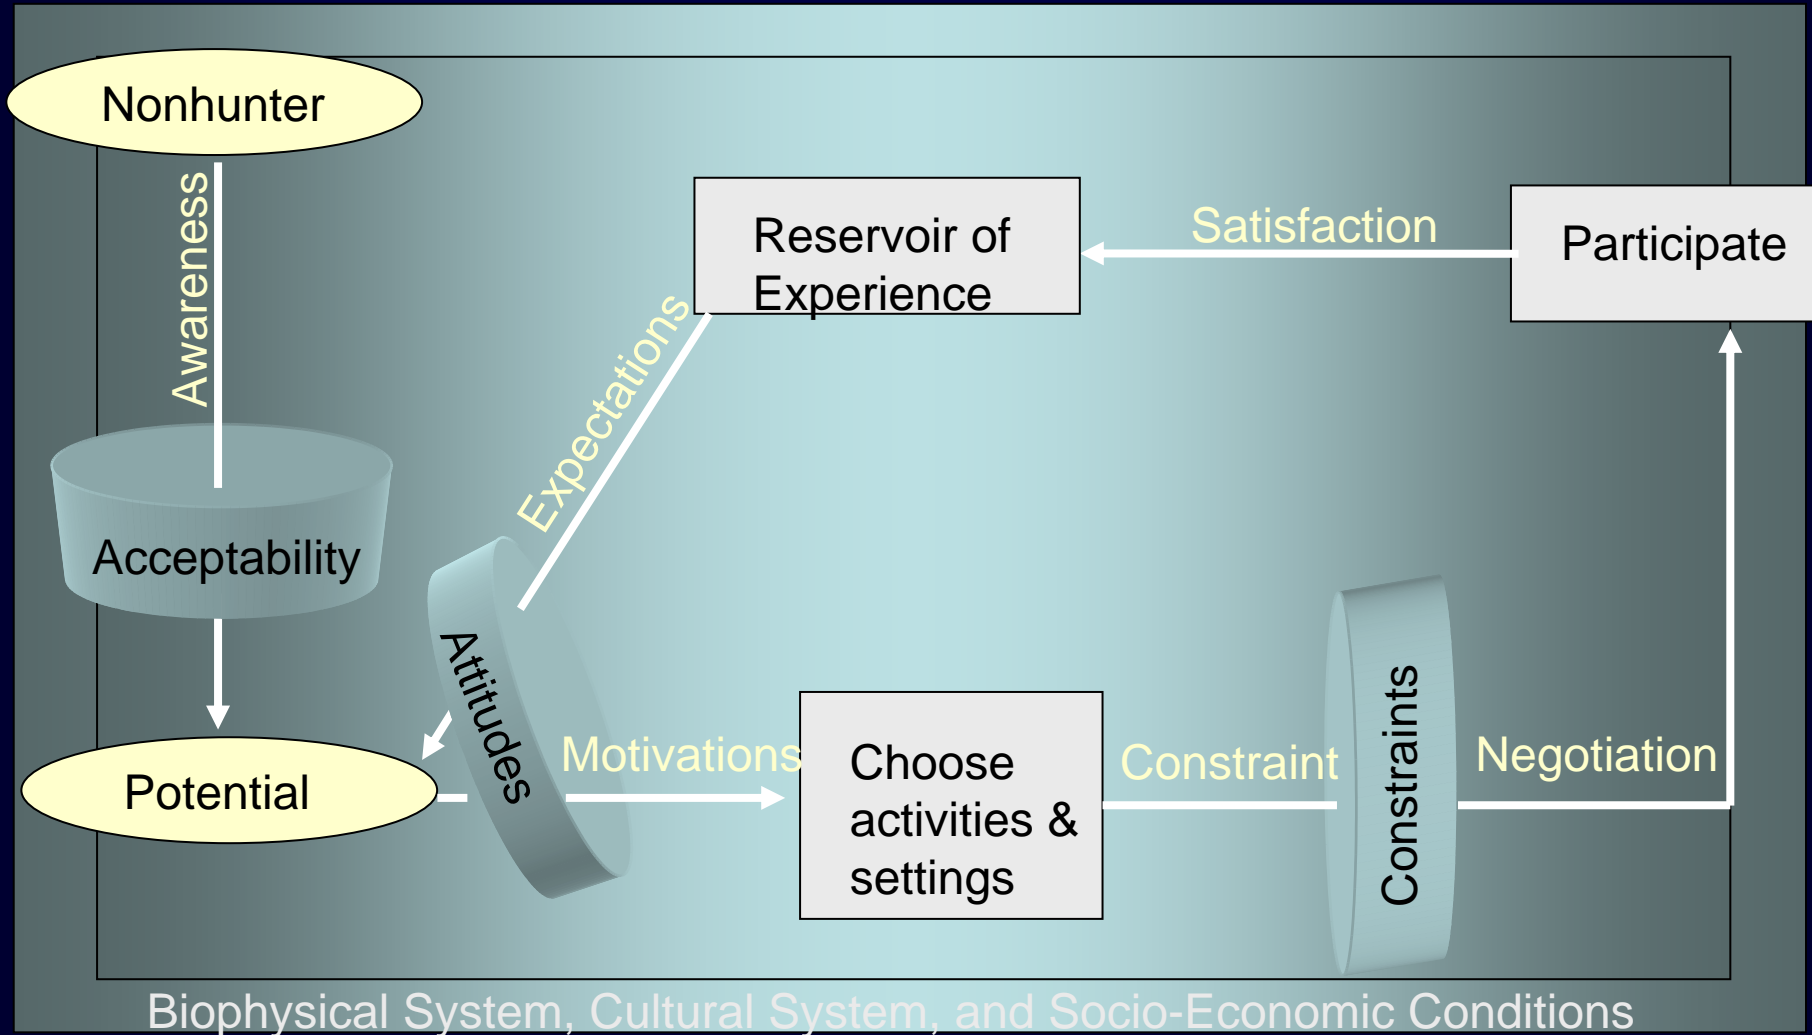 Nonhunter
Awareness
Acceptability
Potential
Attitudes
Expectations
Reservoir of
Experience
Satisfaction
Participate
Motivations
Choose
activities &
settings
Constraint
Constraints
Negotiation
Biophysical System, Cultural System, and Socio-Economic Conditions